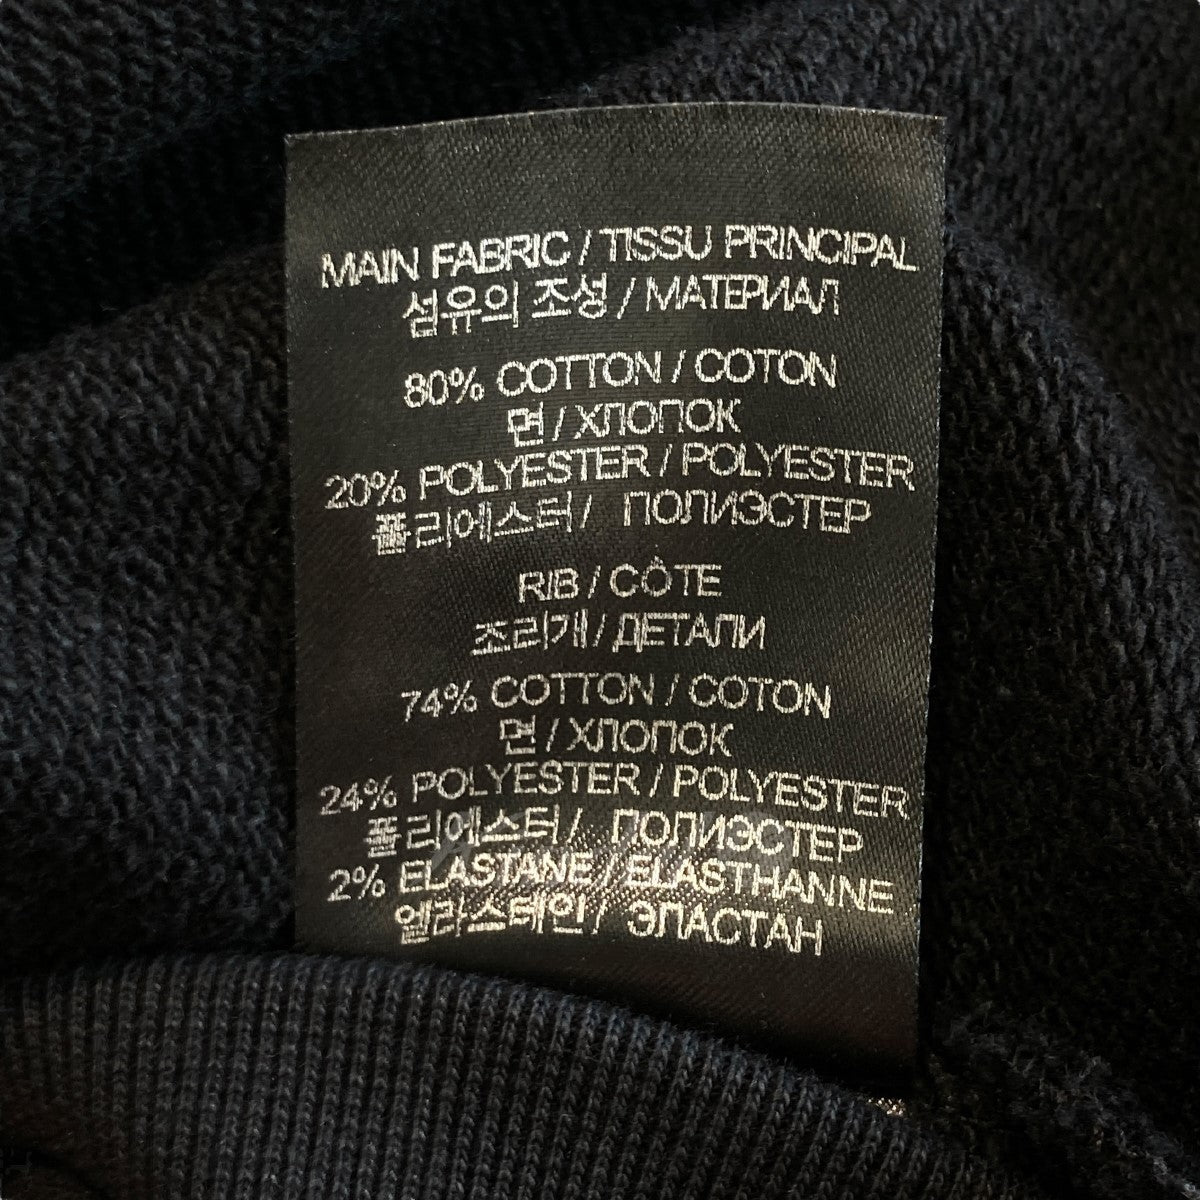 MAIN FABRIC / TISSU PRINCIPAL
섬유의 조성 / МАТЕРИАЛ
80% COTTON / COTON
면 / ХЛОПОК
20% POLYESTER / POLYESTER
폴리에스터 / ПОЛИЭСТЕР
RIB / CÔTE
조리개 / ДЕТАЛИ
74% COTTON / COTON
면 / ХЛОПОК
24% POLYESTER / POLYESTER
폴리에스터 / ПОЛИЭСТЕР
2% ELASTANE / ELASTHANNE
엘라스테인 / ЭЛАСТАН